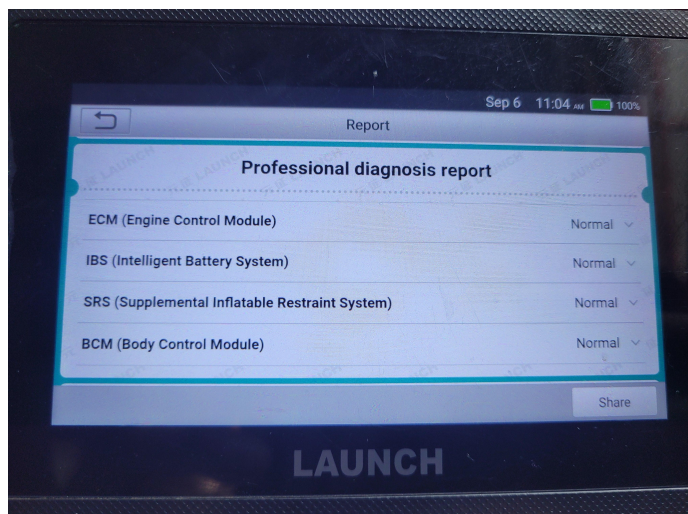 Sep 6 11:04 AM 100%
Report
Professional diagnosis report
ECM (Engine Control Module) Normal
IBS (Intelligent Battery System) Normal
SRS (Supplemental Inflatable Restraint System) Normal
BCM (Body Control Module) Normal
Share
LAUNCH